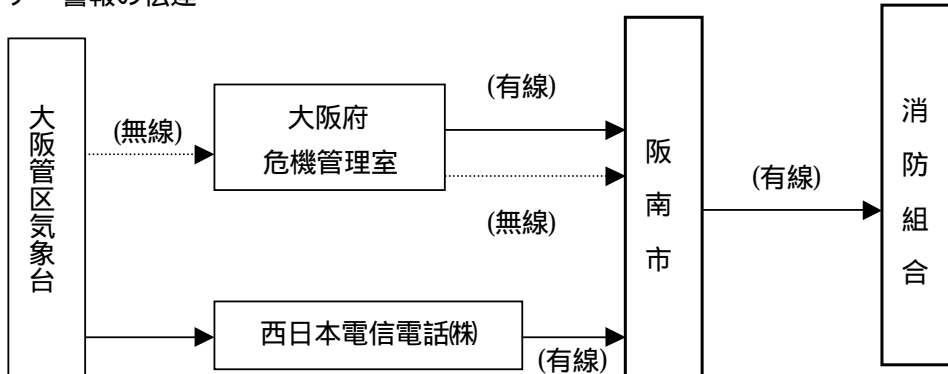 警報の伝達
大阪管区気象台
(無線)
大阪府
危機管理室
(有線)
(無線)
西日本電信電話㈱
(有線)
阪南市
(有線)
消防組合